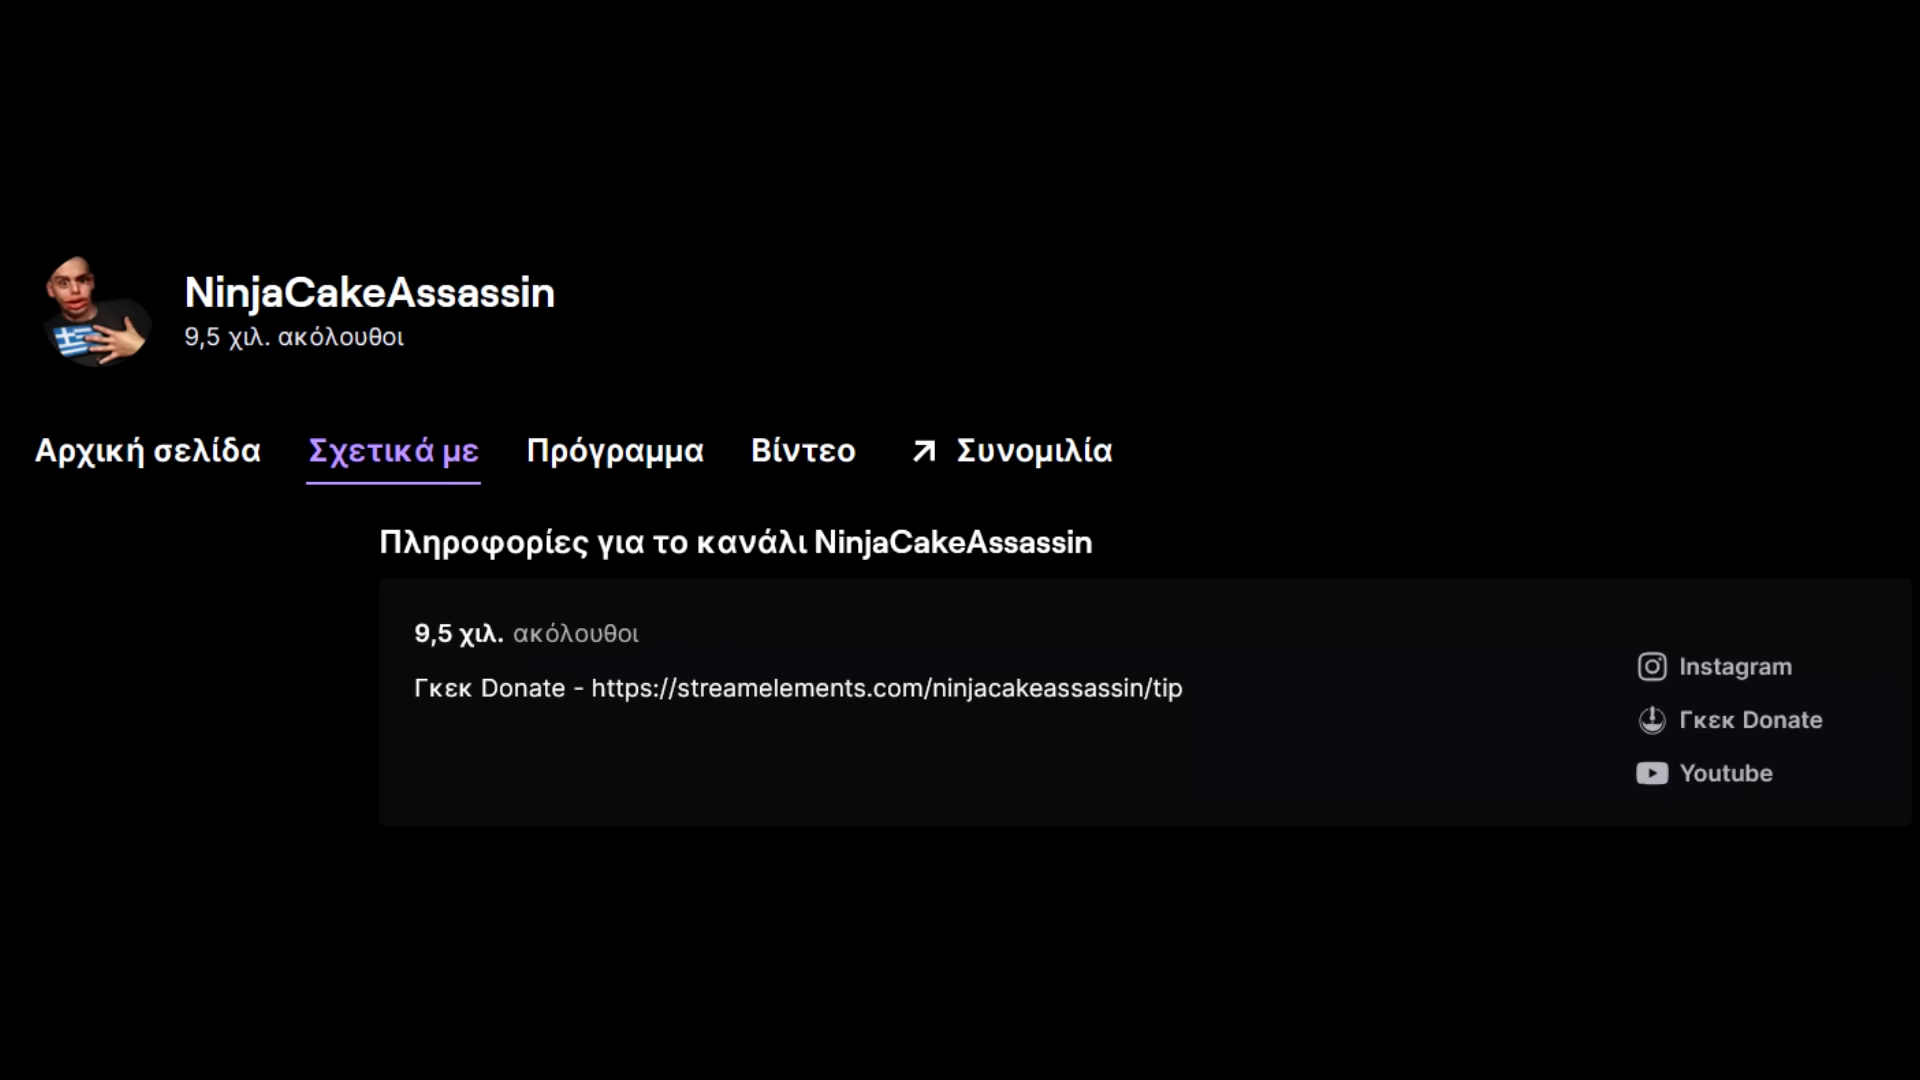 NinjaCakeAssassin
9,5 χιλ. ακόλουθοι
Αρχική σελίδα Σχετικά με Πρόγραμμα Βίντεο Συνομιλία
Πληροφορίες για το κανάλι NinjaCakeAssassin
9,5 χιλ. ακόλουθοι
Γκεκ Donate - https://streamelements.com/ninjacakeassassin/tip
Instagram
Γκεκ Donate
Youtube